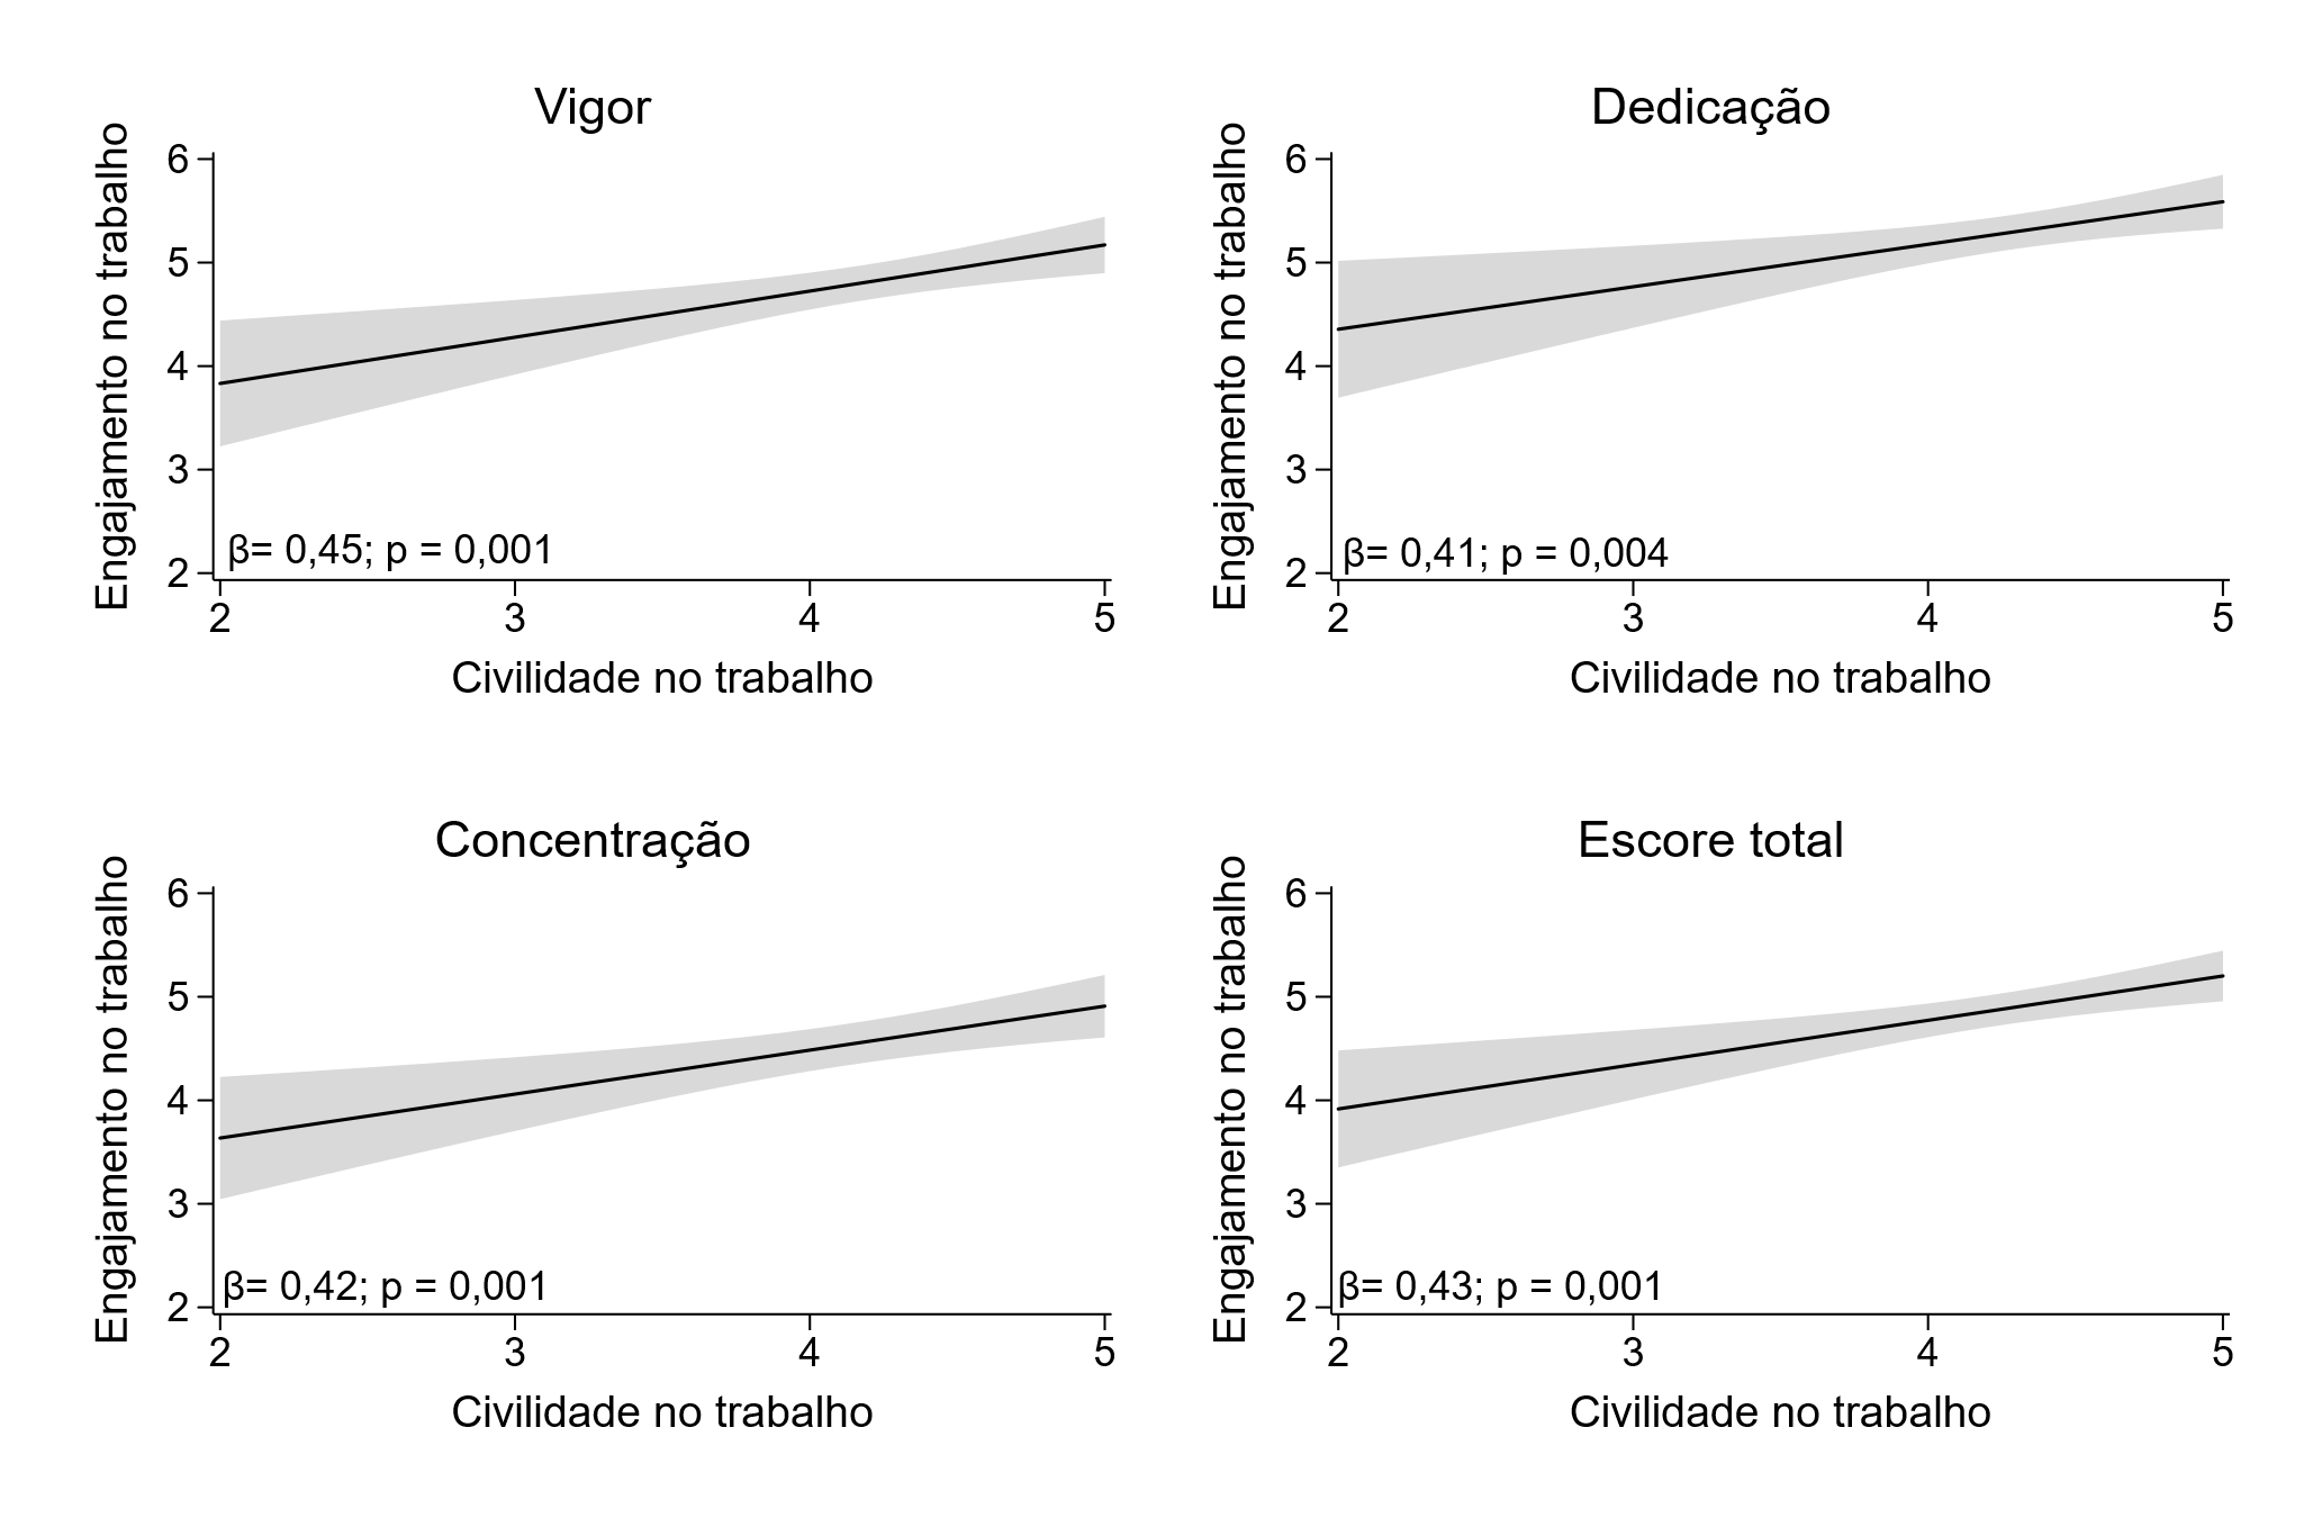 Vigor
Engajamento no trabalho
6
5
4
3
2
β= 0,45; p = 0,001
2 3 4 5
Civilidade no trabalho
Dedicação
Engajamento no trabalho
6
5
4
3
2
β= 0,41; p = 0,004
2 3 4 5
Civilidade no trabalho
Concentração
Engajamento no trabalho
6
5
4
3
2
β= 0,42; p = 0,001
2 3 4 5
Civilidade no trabalho
Escore total
Engajamento no trabalho
6
5
4
3
2
β= 0,43; p = 0,001
2 3 4 5
Civilidade no trabalho